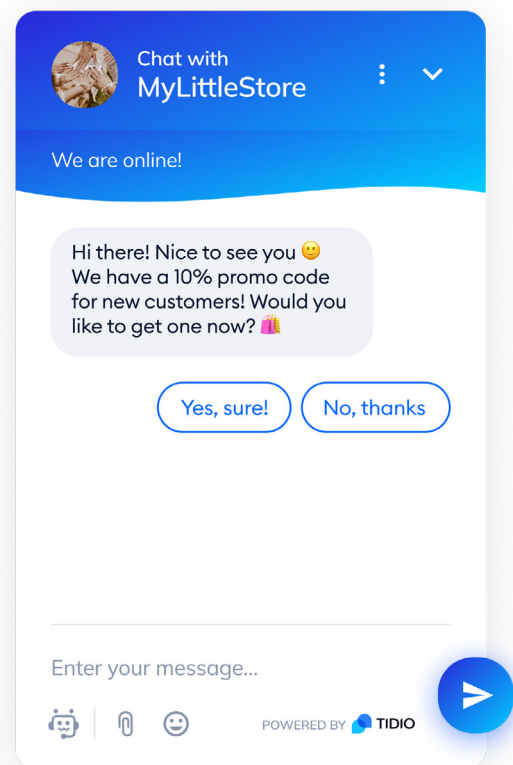 Chat with
MyLittleStore
We are online!
Hi there! Nice to see you 🙂
We have a 10% promo code
for new customers! Would you
like to get one now? 🛍️
Yes, sure!
No, thanks
Enter your message...
POWERED BY TIDIO